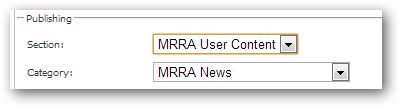 Publishing
Section: MRRA User Content
Category: MRRA News